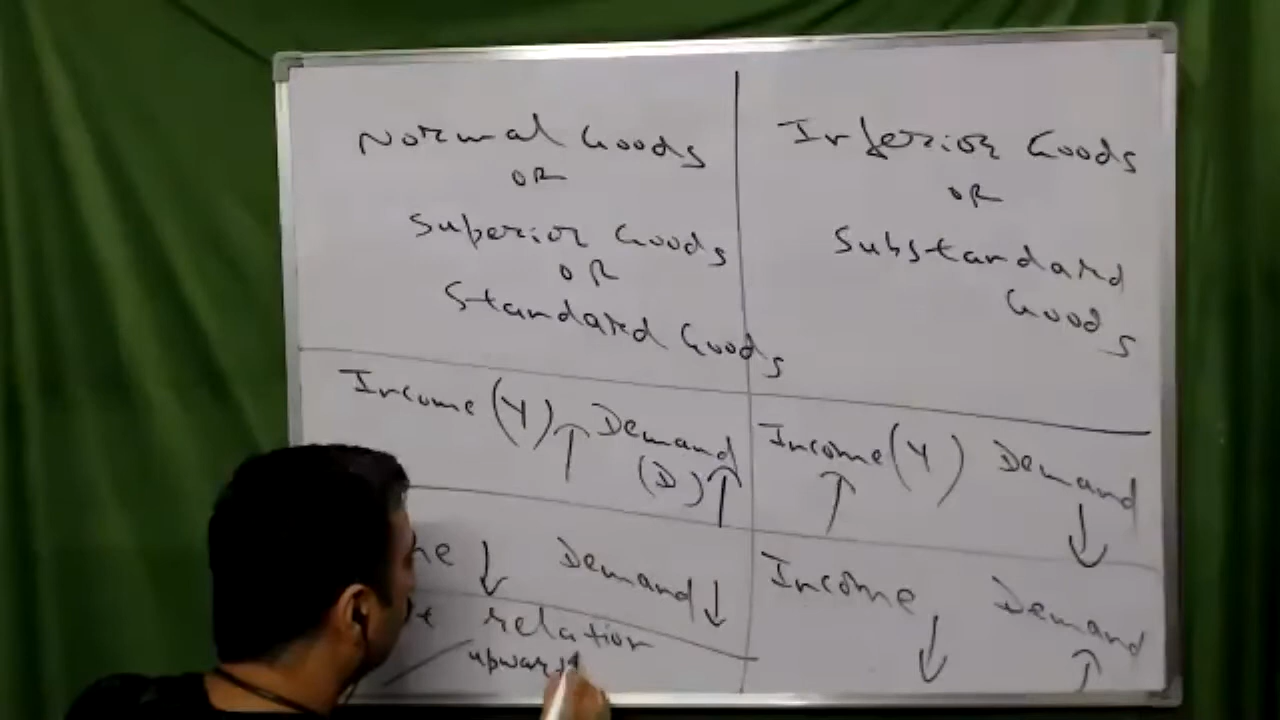 Normal Goods
OR
Superior Goods
OR
Standard Goods
Income (Y) ↑ Demand
(D) ↑
↓ Demand ↓
relation
Inferior Goods
OR
Substandard
Goods
Income (Y) Demand
↑ ↓
Income Demand
↓ ↑